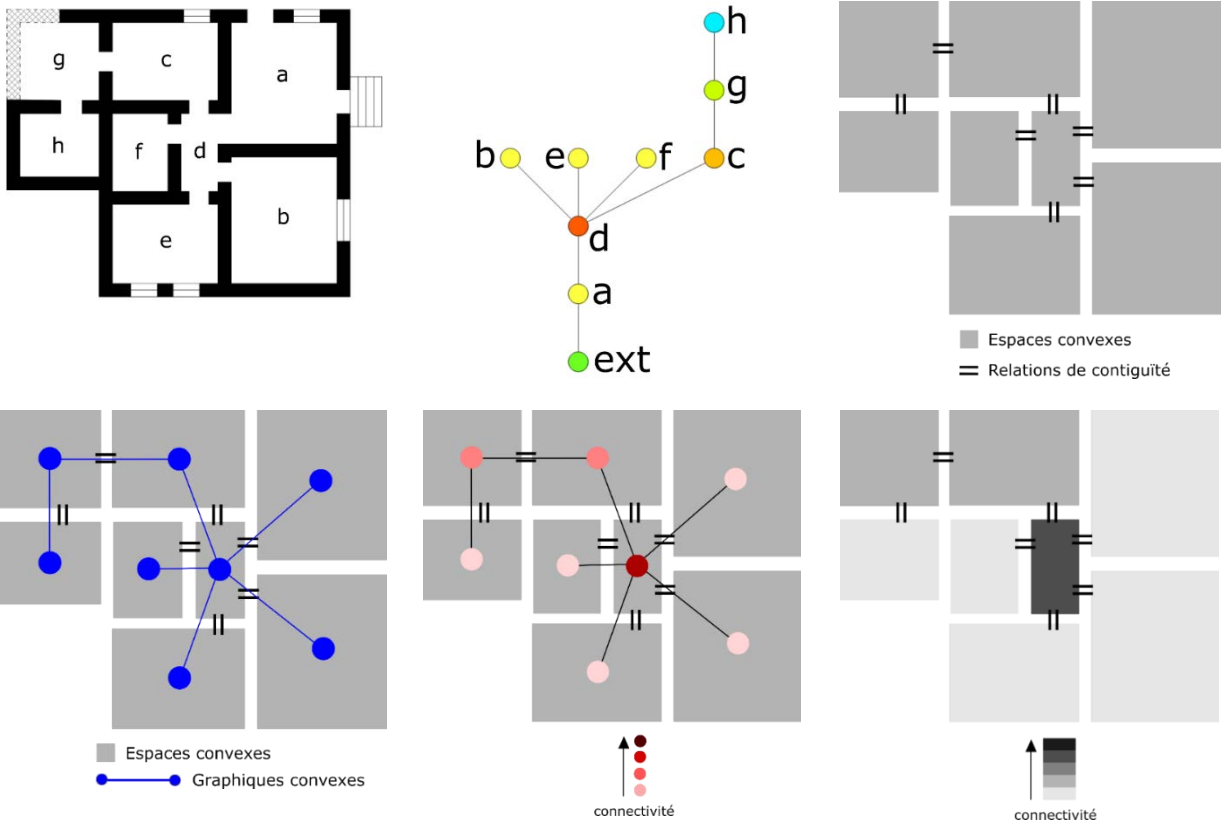 g
c
a
h
f
d
b
e
h
g
b
e
f
c
d
a
ext
Espaces convexes
Relations de contiguïté
Espaces convexes
Graphiques convexes
connectivité
connectivité